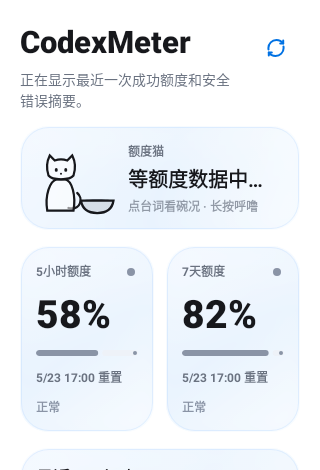 CodexMeter
正在显示最近一次成功额度和安全
错误摘要。
额度猫
等额度数据中...
点台词看碗况 · 长按呼噜
5小时额度
58%
5/23 17:00 重置
正常
7天额度
82%
5/23 17:00 重置
正常